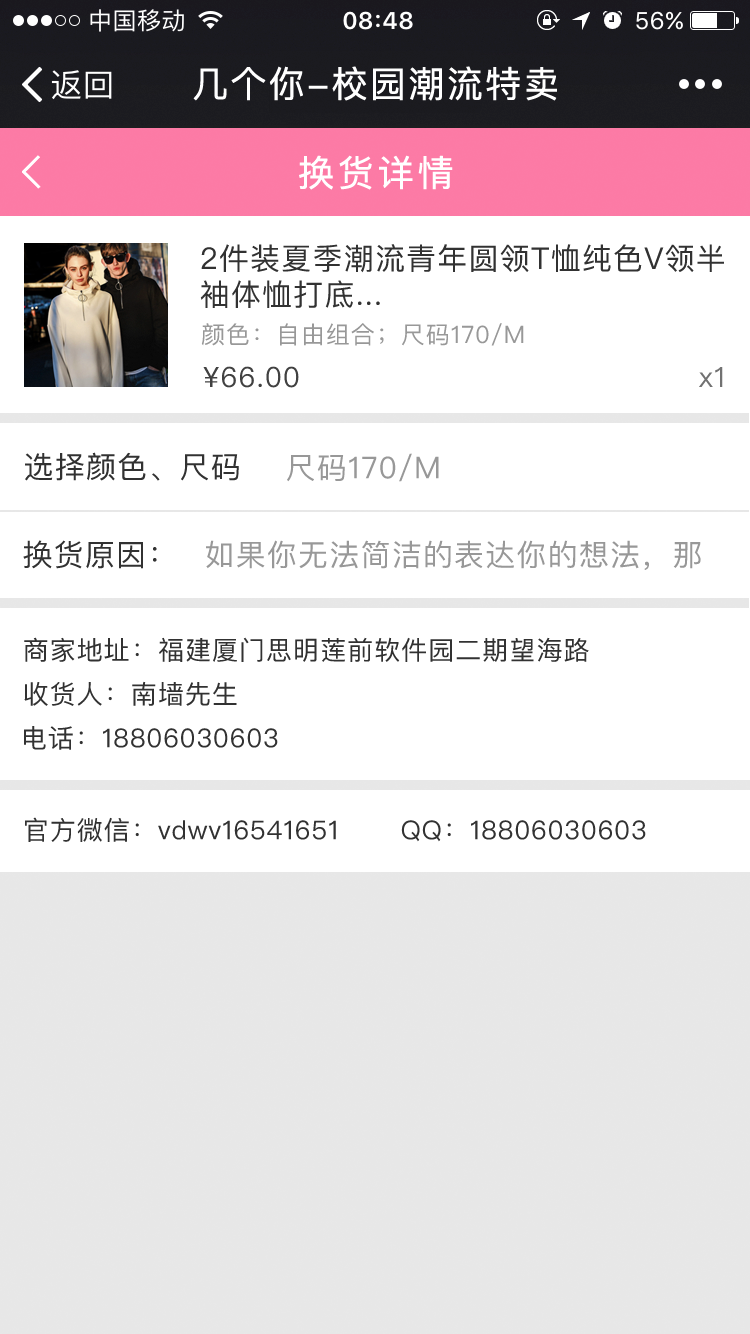 中国移动 08:48 56%
返回 几个你-校园潮流特卖
换货详情
2件装夏季潮流青年圆领T恤纯色V领半
袖体恤打底...
颜色：自由组合；尺码170/M
¥66.00 x1
选择颜色、尺码 尺码170/M
换货原因： 如果你无法简洁的表达你的想法，那
商家地址：福建厦门思明莲前软件园二期望海路
收货人：南墙先生
电话：18806030603
官方微信：vdwv16541651 QQ：18806030603